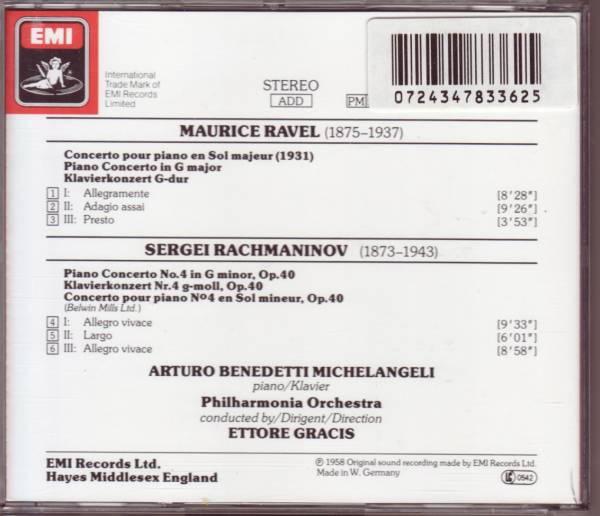 EMI
International
Trade Mark of
EMI Records
Limited
STEREO
ADD
PM
0724347833625
MAURICE RAVEL (1875-1937)
Concerto pour piano en Sol majeur (1931)
Piano Concerto in G major
Klavierkonzert G-dur
1 I: Allegramente [8'28"]
2 II: Adagio assai [9'26"]
3 III: Presto [3'53"]
SERGEI RACHMANINOV (1873-1943)
Piano Concerto No.4 in G minor, Op.40
Klavierkonzert Nr.4 g-moll, Op.40
Concerto pour piano Nº4 en Sol mineur, Op.40
(Belwin Mills Ltd.)
4 I: Allegro vivace [9'33"]
5 II: Largo [6'01"]
6 III: Allegro vivace [8'58"]
ARTURO BENEDETTI MICHELANGELI
piano/Klavier
Philharmonia Orchestra
conducted by/Dirigent/Direction
ETTORE GRACIS
EMI Records Ltd.
Hayes Middlesex England
℗ 1958 Original sound recording made by EMI Records Ltd.
Made in W. Germany
LC 0542